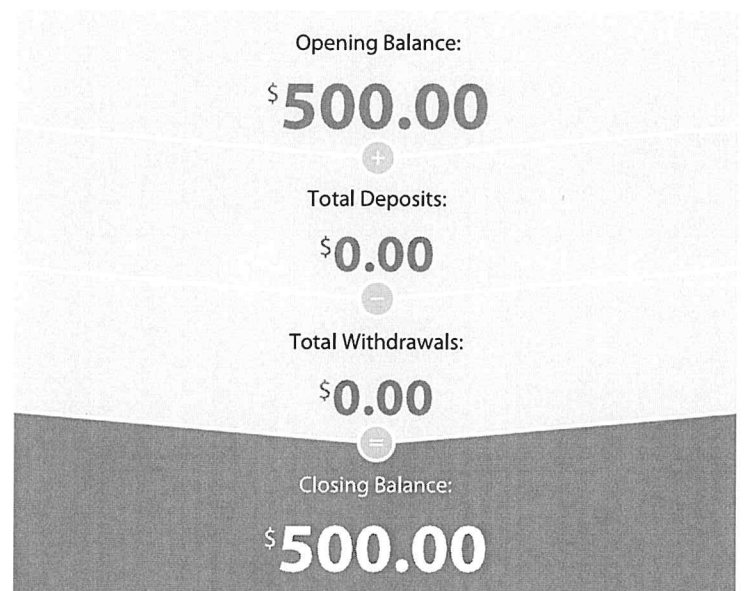 Opening Balance:
$500.00
+
Total Deposits:
$0.00
−
Total Withdrawals:
$0.00
=
Closing Balance:
$500.00